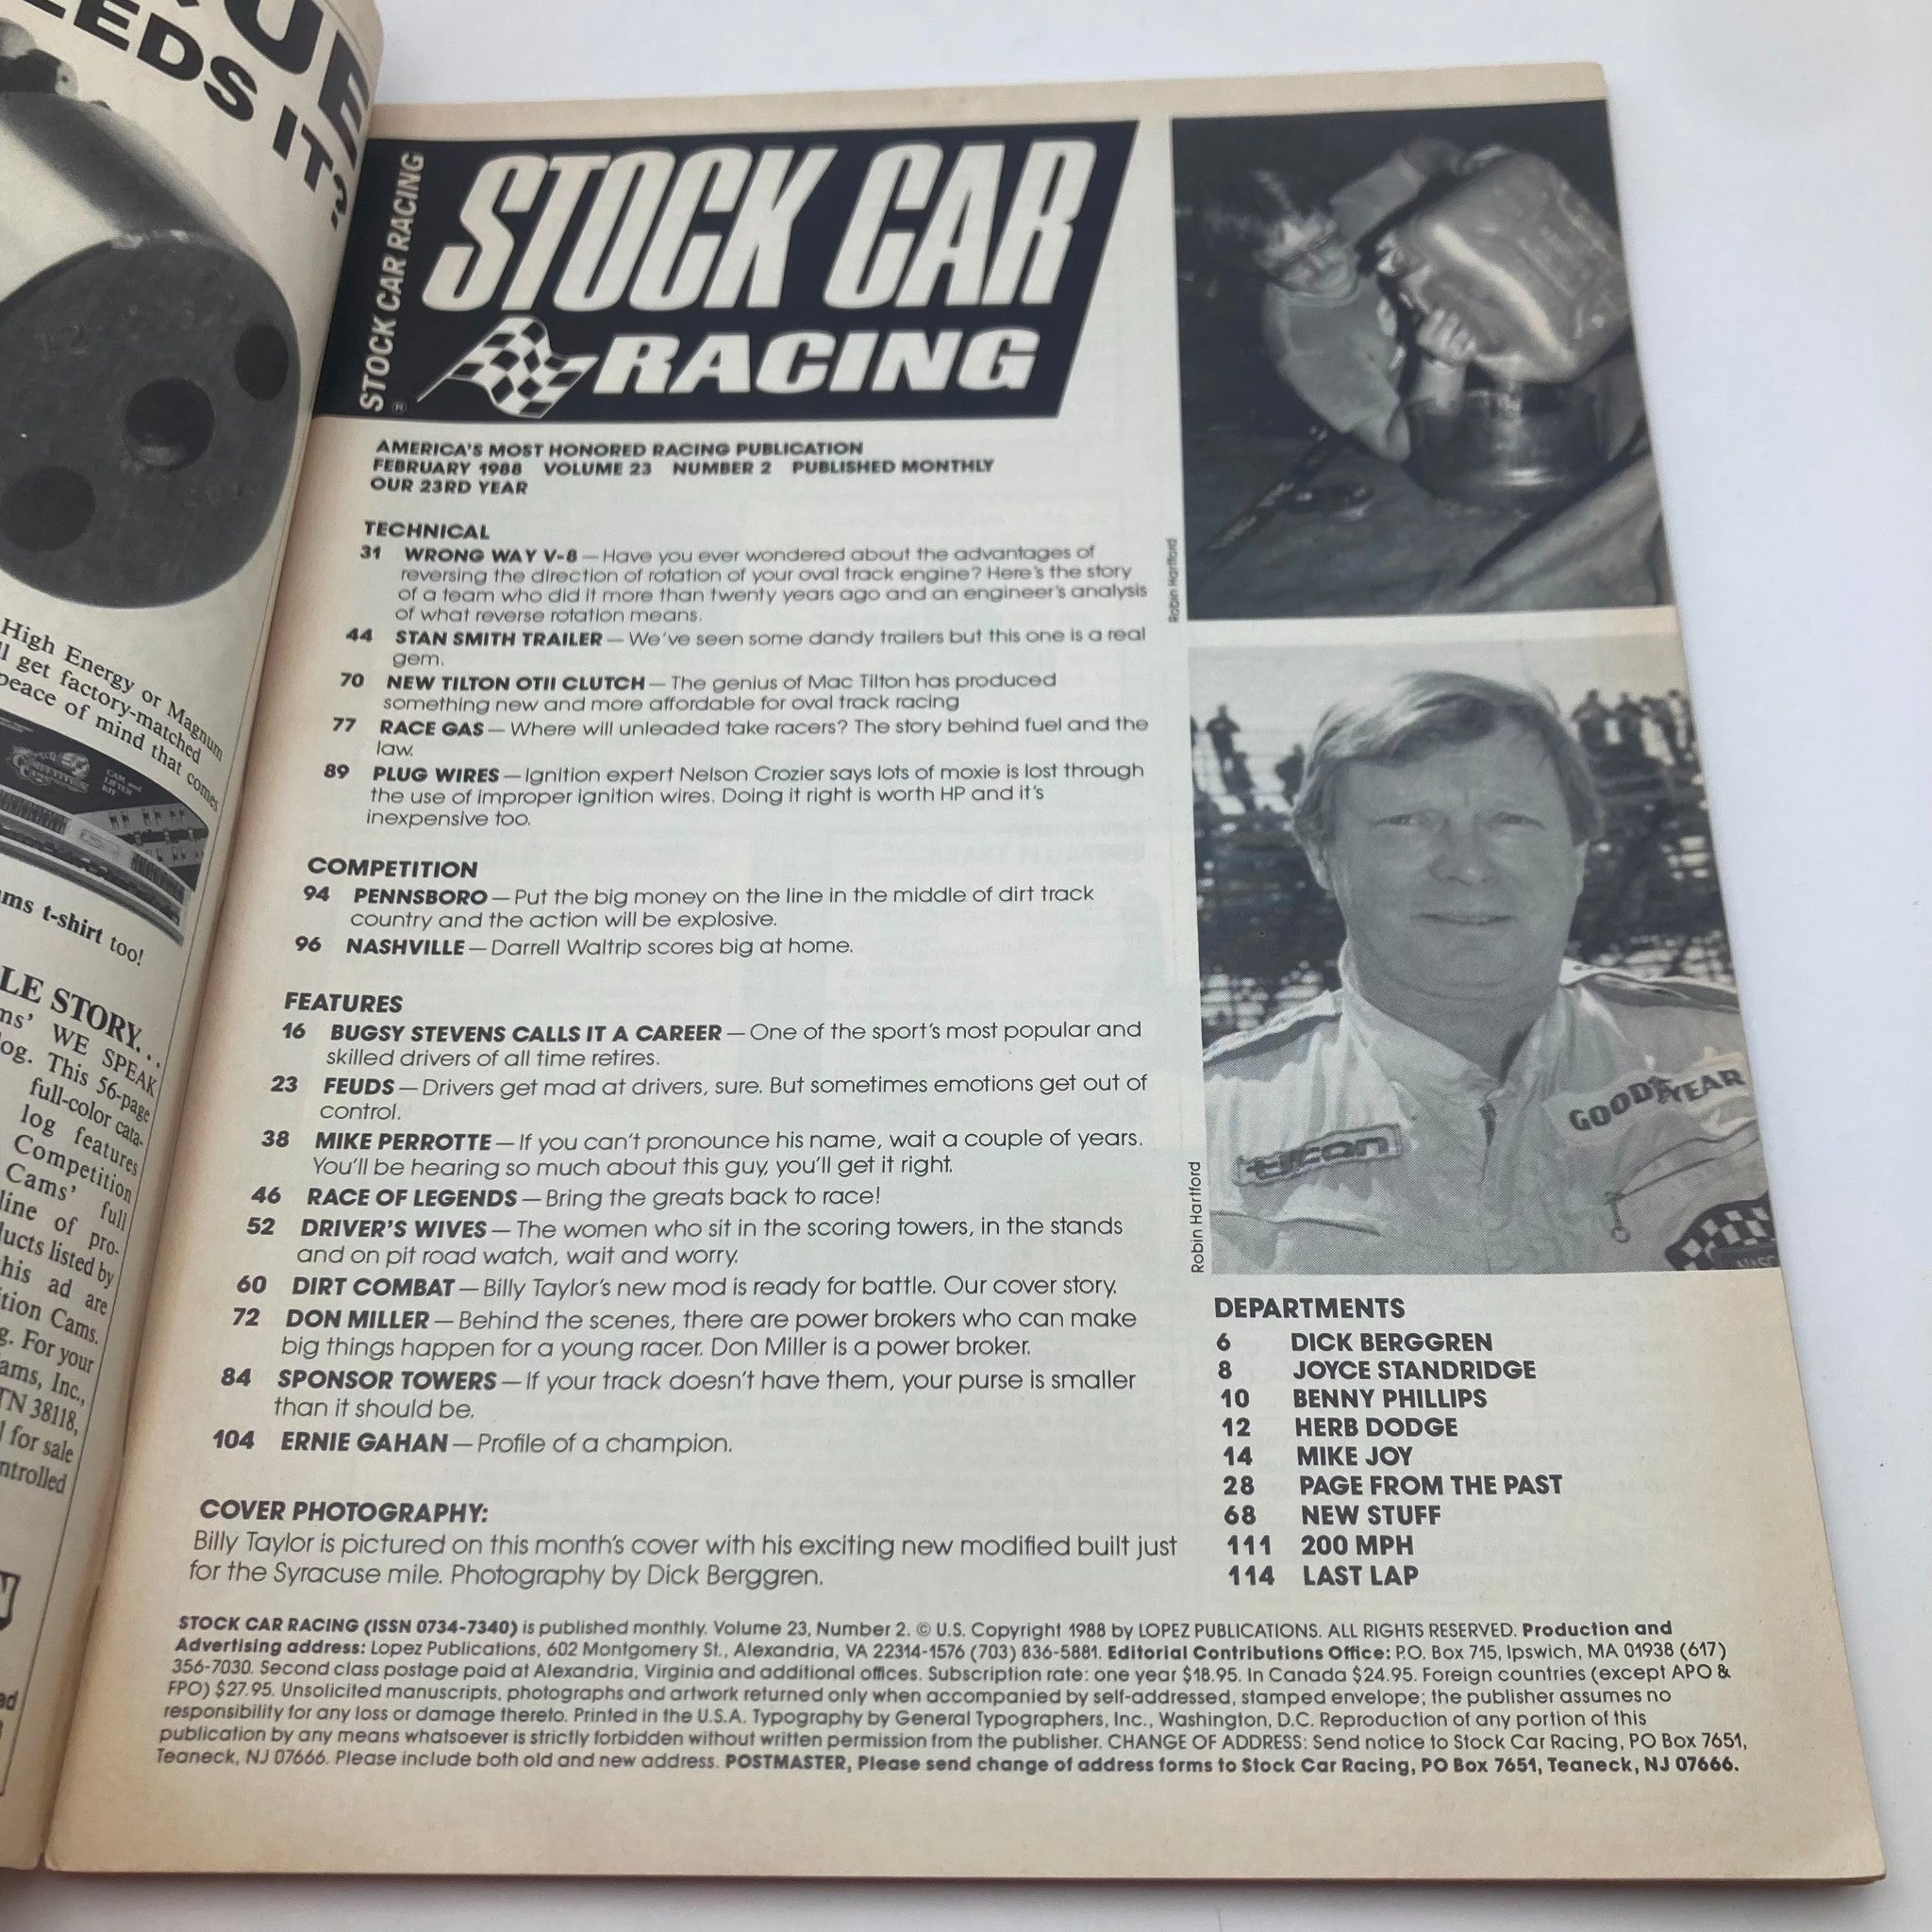 UE
EEDS IT?
High Energy or Magnum
get factory-matched
peace of mind that comes
CAM and
LIFTER
KIT
t-shirt too!
STORY...
WE SPEAK
This 56-page
full-color cata-
log features
Competition
Cams' full
line of pro-
ducts listed by
this ad are
Cams.
For your
Inc.,
TN 38118,
for sale
STOCK CAR RACING
®
STOCK CAR
RACING
AMERICA'S MOST HONORED RACING PUBLICATION
FEBRUARY 1988 VOLUME 23 NUMBER 2 PUBLISHED MONTHLY
OUR 23RD YEAR
TECHNICAL
31 WRONG WAY V-8 — Have you ever wondered about the advantages of
reversing the direction of rotation of your oval track engine? Here's the story
of a team who did it more than twenty years ago and an engineer's analysis
of what reverse rotation means.
44 STAN SMITH TRAILER — We've seen some dandy trailers but this one is a real
gem.
70 NEW TILTON OTII CLUTCH — The genius of Mac Tilton has produced
something new and more affordable for oval track racing
77 RACE GAS — Where will unleaded take racers? The story behind fuel and the
law.
89 PLUG WIRES — Ignition expert Nelson Crozier says lots of moxie is lost through
the use of improper ignition wires. Doing it right is worth HP and it's
inexpensive too.
COMPETITION
94 PENNSBORO — Put the big money on the line in the middle of dirt track
country and the action will be explosive.
96 NASHVILLE — Darrell Waltrip scores big at home.
FEATURES
16 BUGSY STEVENS CALLS IT A CAREER — One of the sport's most popular and
skilled drivers of all time retires.
23 FEUDS — Drivers get mad at drivers, sure. But sometimes emotions get out of
control.
38 MIKE PERROTTE — If you can't pronounce his name, wait a couple of years.
You'll be hearing so much about this guy, you'll get it right.
46 RACE OF LEGENDS — Bring the greats back to race!
52 DRIVER'S WIVES — The women who sit in the scoring towers, in the stands
and on pit road watch, wait and worry.
60 DIRT COMBAT — Billy Taylor's new mod is ready for battle. Our cover story.
72 DON MILLER — Behind the scenes, there are power brokers who can make
big things happen for a young racer. Don Miller is a power broker.
84 SPONSOR TOWERS — If your track doesn't have them, your purse is smaller
than it should be.
104 ERNIE GAHAN — Profile of a champion.
COVER PHOTOGRAPHY:
Billy Taylor is pictured on this month's cover with his exciting new modified built just
for the Syracuse mile. Photography by Dick Berggren.
Robin Hartford
Robin Hartford
tilton
GOODYEAR
DEPARTMENTS
6 DICK BERGGREN
8 JOYCE STANDRIDGE
10 BENNY PHILLIPS
12 HERB DODGE
14 MIKE JOY
28 PAGE FROM THE PAST
68 NEW STUFF
111 200 MPH
114 LAST LAP
STOCK CAR RACING (ISSN 0734-7340) is published monthly. Volume 23, Number 2. © U.S. Copyright 1988 by LOPEZ PUBLICATIONS. ALL RIGHTS RESERVED. Production and
Advertising address: Lopez Publications, 602 Montgomery St., Alexandria, VA 22314-1576 (703) 836-5881. Editorial Contributions Office: P.O. Box 715, Ipswich, MA 01938 (617)
356-7030. Second class postage paid at Alexandria, Virginia and additional offices. Subscription rate: one year $18.95. In Canada $24.95. Foreign countries (except APO &
FPO) $27.95. Unsolicited manuscripts, photographs and artwork returned only when accompanied by self-addressed, stamped envelope; the publisher assumes no
responsibility for any loss or damage thereto. Printed in the U.S.A. Typography by General Typographers, Inc., Washington, D.C. Reproduction of any portion of this
publication by any means whatsoever is strictly forbidden without written permission from the publisher. CHANGE OF ADDRESS: Send notice to Stock Car Racing, PO Box 7651,
Teaneck, NJ 07666. Please include both old and new address. POSTMASTER, Please send change of address forms to Stock Car Racing, PO Box 7651, Teaneck, NJ 07666.